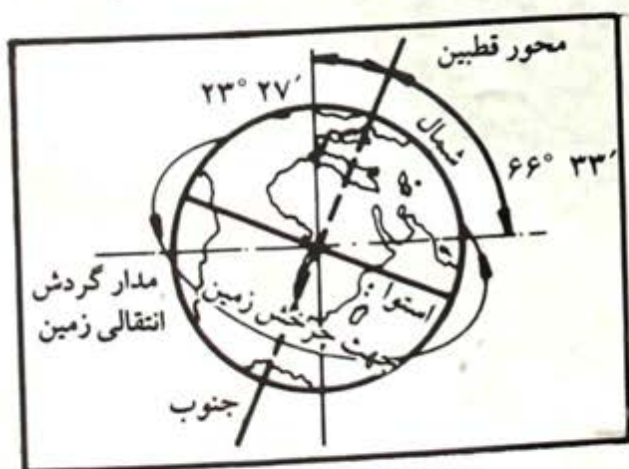 محور قطبین
۲۳° ۲۷´
شمال
۶۶° ۳۳´
مدار گردش
انتقالی زمین
استوا
جهت چرخش زمین
جنوب